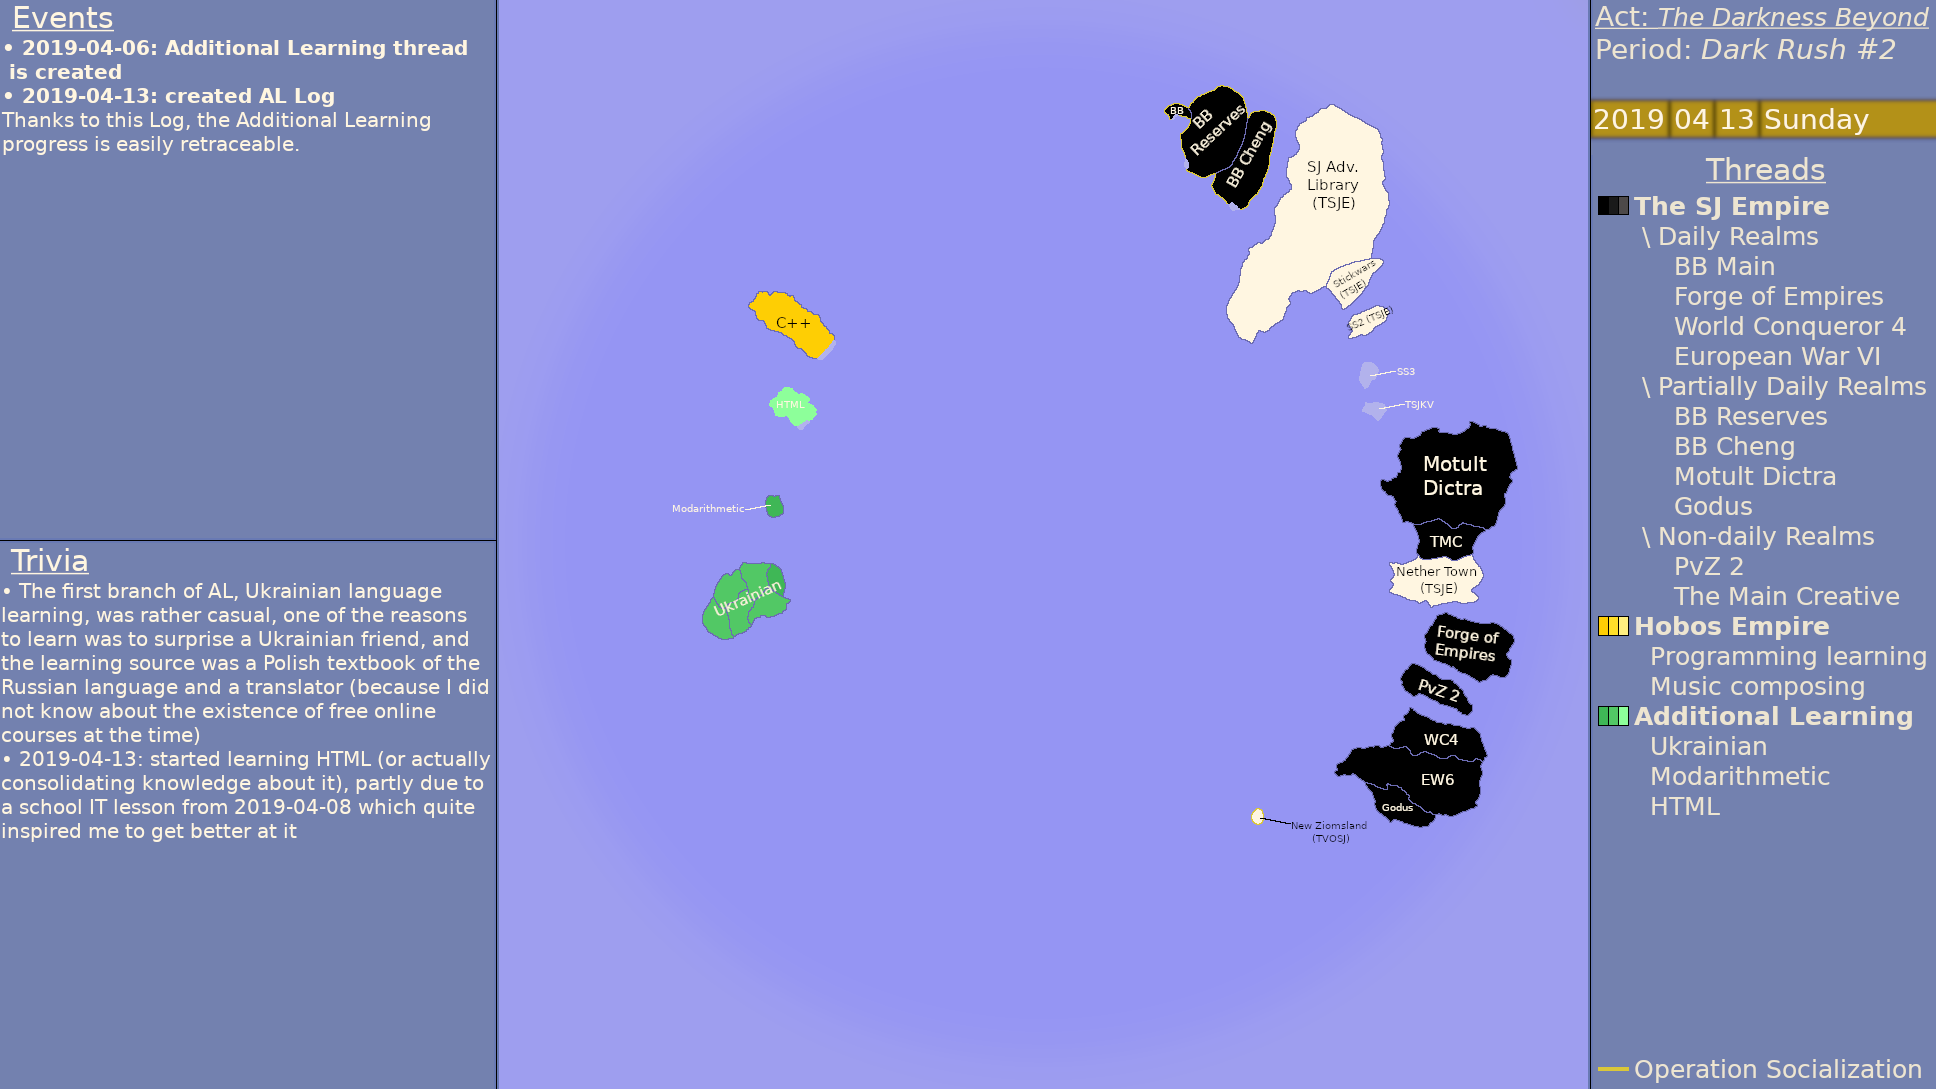 Events
• 2019-04-06: Additional Learning thread
is created
• 2019-04-13: created AL Log
Thanks to this Log, the Additional Learning
progress is easily retraceable.
Trivia
• The first branch of AL, Ukrainian language
learning, was rather casual, one of the reasons
to learn was to surprise a Ukrainian friend, and
the learning source was a Polish textbook of the
Russian language and a translator (because I did
not know about the existence of free online
courses at the time)
• 2019-04-13: started learning HTML (or actually
consolidating knowledge about it), partly due to
a school IT lesson from 2019-04-08 which quite
inspired me to get better at it
BB
BB
Reserves
BB Cheng
SJ Adv.
Library
(TSJE)
Stickwars
(TSJE)
SS2 (TSJE)
SS3
TSJKV
C++
HTML
Modarithmetic
Ukrainian
Motult
Dictra
TMC
Nether Town
(TSJE)
Forge of
Empires
PvZ 2
WC4
EW6
Godus
New Ziomsland
(TVOSJ)
Act: The Darkness Beyond
Period: Dark Rush #2
2019 04 13 Sunday
Threads
The SJ Empire
\ Daily Realms
BB Main
Forge of Empires
World Conqueror 4
European War VI
\ Partially Daily Realms
BB Reserves
BB Cheng
Motult Dictra
Godus
\ Non-daily Realms
PvZ 2
The Main Creative
Hobos Empire
Programming learning
Music composing
Additional Learning
Ukrainian
Modarithmetic
HTML
Operation Socialization